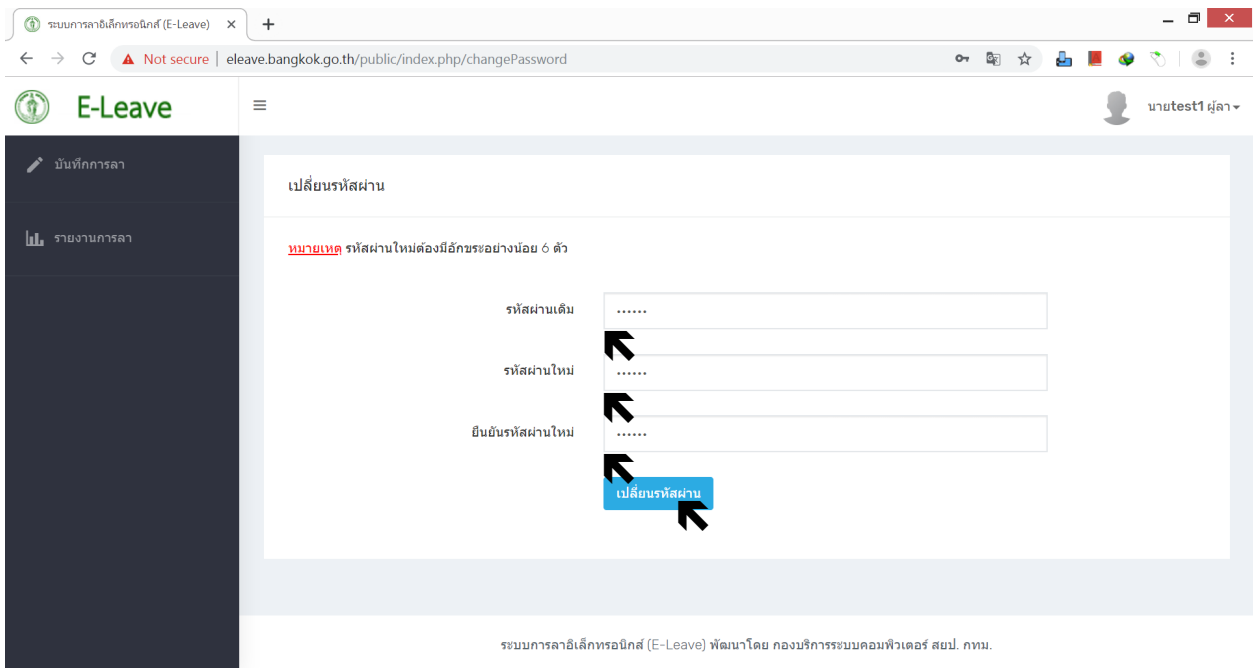 ระบบการลาอิเล็กทรอนิกส์ (E-Leave)
Not secure | eleave.bangkok.go.th/public/index.php/changePassword
E-Leave
นายtest1 ผู้ลา
บันทึกการลา
รายงานการลา
เปลี่ยนรหัสผ่าน
หมายเหตุ รหัสผ่านใหม่ต้องมีอักขระอย่างน้อย 6 ตัว
รหัสผ่านเดิม ......
รหัสผ่านใหม่ ......
ยืนยันรหัสผ่านใหม่ ......
เปลี่ยนรหัสผ่าน
ระบบการลาอิเล็กทรอนิกส์ (E-Leave) พัฒนาโดย กองบริการระบบคอมพิวเตอร์ สยป. กทม.